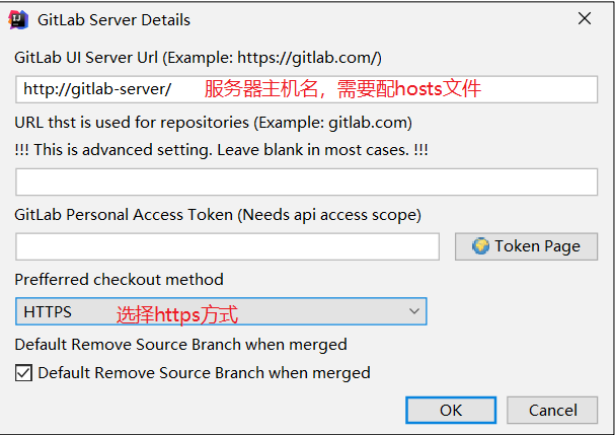 GitLab Server Details
GitLab UI Server Url (Example: https://gitlab.com/)
http://gitlab-server/ 服务器主机名，需要配hosts文件
URL thst is used for repositories (Example: gitlab.com)
!!! This is advanced setting. Leave blank in most cases. !!!
GitLab Personal Access Token (Needs api access scope)
Token Page
Prefferred checkout method
HTTPS 选择https方式
Default Remove Source Branch when merged
Default Remove Source Branch when merged
OK Cancel